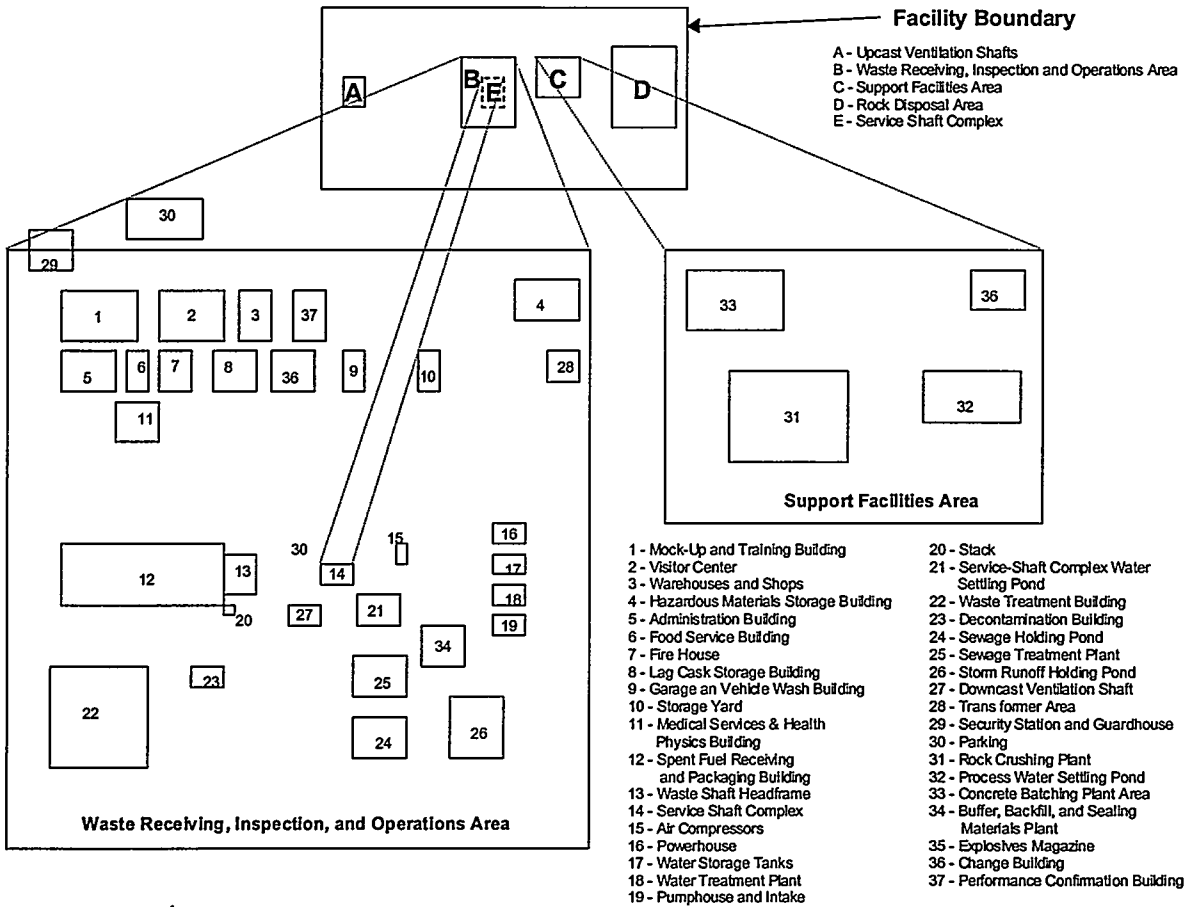 Facility Boundary
A - Upcast Ventilation Shafts
B - Waste Receiving, Inspection and Operations Area
C - Support Facilities Area
D - Rock Disposal Area
E - Service Shaft Complex
A
B
E
C
D
30
29
1
2
3
37
4
5
6
7
8
36
9
10
28
11
12
13
30
14
15
16
17
18
19
20
27
21
34
22
23
25
24
26
Waste Receiving, Inspection, and Operations Area
33
36
31
32
Support Facilities Area
1 - Mock-Up and Training Building
2 - Visitor Center
3 - Warehouses and Shops
4 - Hazardous Materials Storage Building
5 - Administration Building
6 - Food Service Building
7 - Fire House
8 - Lag Cask Storage Building
9 - Garage an Vehicle Wash Building
10 - Storage Yard
11 - Medical Services & Health
Physics Building
12 - Spent Fuel Receiving
and Packaging Building
13 - Waste Shaft Headframe
14 - Service Shaft Complex
15 - Air Compressors
16 - Powerhouse
17 - Water Storage Tanks
18 - Water Treatment Plant
19 - Pumphouse and Intake
20 - Stack
21 - Service-Shaft Complex Water
Settling Pond
22 - Waste Treatment Building
23 - Decontamination Building
24 - Sewage Holding Pond
25 - Sewage Treatment Plant
26 - Storm Runoff Holding Pond
27 - Downcast Ventilation Shaft
28 - Trans former Area
29 - Security Station and Guardhouse
30 - Parking
31 - Rock Crushing Plant
32 - Process Water Settling Pond
33 - Concrete Batching Plant Area
34 - Buffer, Backfill, and Sealing
Materials Plant
35 - Explosives Magazine
36 - Change Building
37 - Performance Confirmation Building